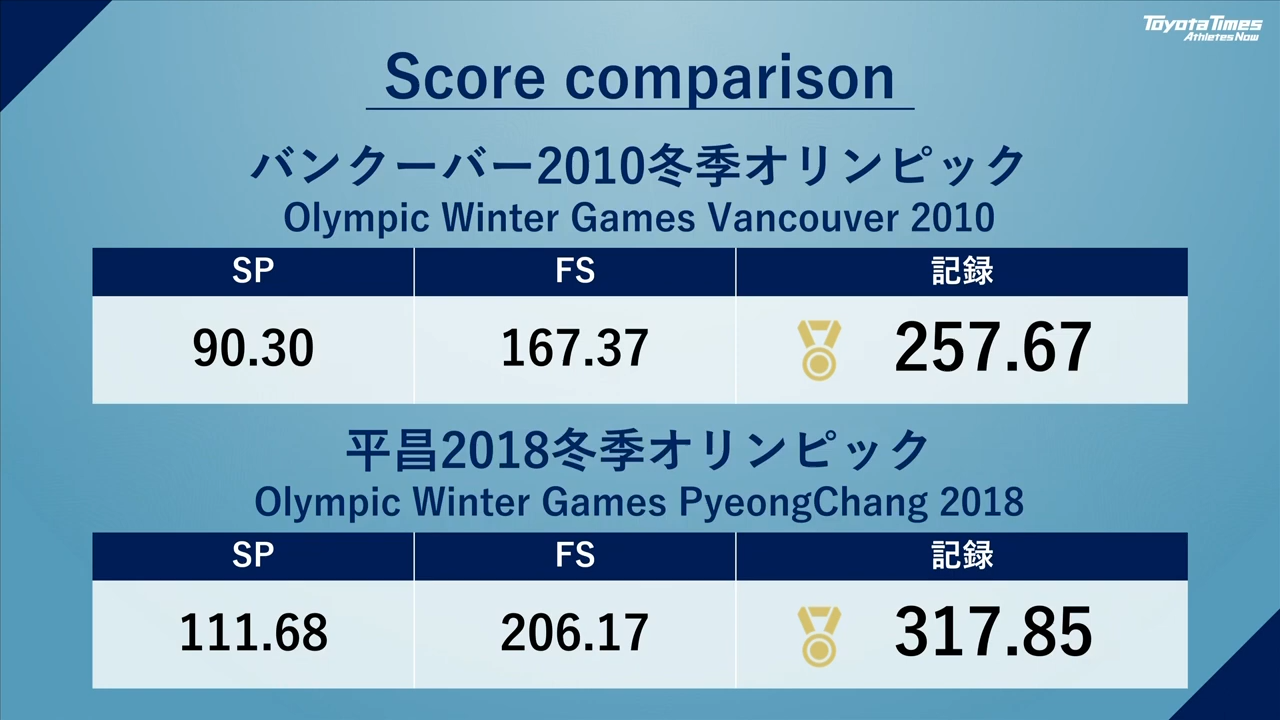 Toyota Times
Athletes Now
Score comparison
バンクーバー2010冬季オリンピック
Olympic Winter Games Vancouver 2010
SP FS 記録
90.30 167.37 257.67
平昌2018冬季オリンピック
Olympic Winter Games PyeongChang 2018
SP FS 記録
111.68 206.17 317.85